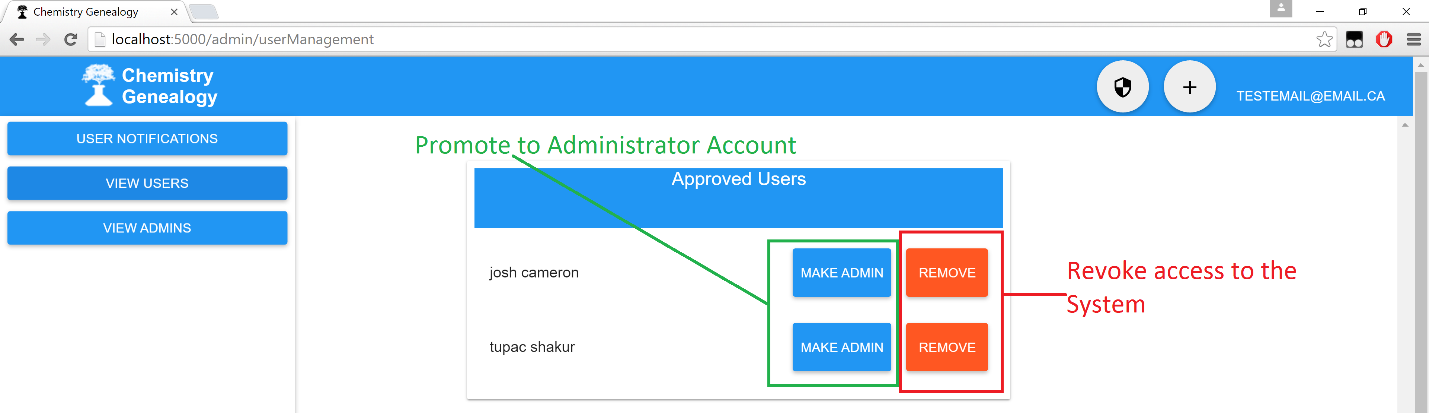 Chemistry Genealogy
localhost:5000/admin/userManagement
Chemistry
Genealogy
TESTEMAIL@EMAIL.CA
USER NOTIFICATIONS
VIEW USERS
VIEW ADMINS
Promote to Administrator Account
Approved Users
josh cameron
MAKE ADMIN
REMOVE
tupac shakur
MAKE ADMIN
REMOVE
Revoke access to the
System